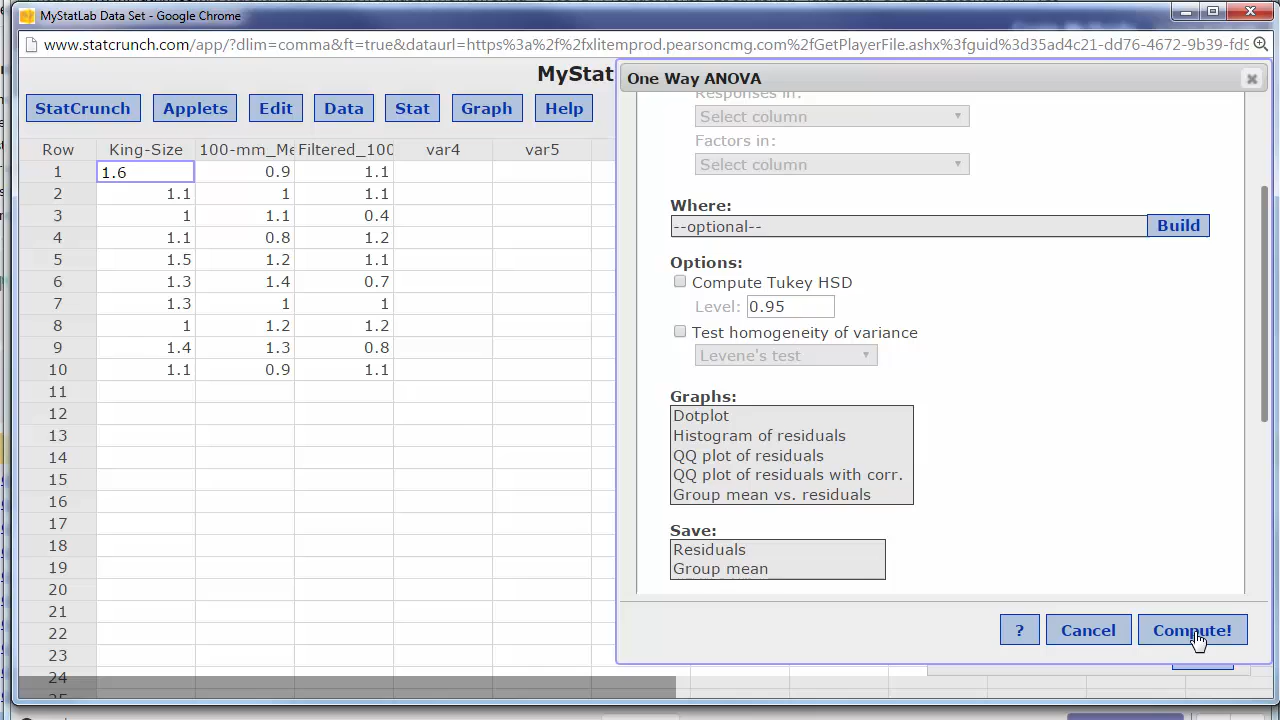 MyStatLab Data Set - Google Chrome
www.statcrunch.com/app/?dlim=comma&ft=true&dataurl=https%3a%2f%2fxlitemprod.pearsoncmg.com%2fGetPlayerFile.ashx%3fguid%3d35ad4c21-dd76-4672-9b39-fd9
MyStat
StatCrunch Applets Edit Data Stat Graph Help
Row King-Size 100-mm_Me Filtered_100 var4 var5
1 1.6 0.9 1.1
2 1.1 1 1.1
3 1 1.1 0.4
4 1.1 0.8 1.2
5 1.5 1.2 1.1
6 1.3 1.4 0.7
7 1.3 1 1
8 1 1.2 1.2
9 1.4 1.3 0.8
10 1.1 0.9 1.1
11
12
13
14
15
16
17
18
19
20
21
22
23
24
25
One Way ANOVA
Responses in:
Select column
Factors in:
Select column
Where:
--optional-- Build
Options:
Compute Tukey HSD
Level: 0.95
Test homogeneity of variance
Levene's test
Graphs:
Dotplot
Histogram of residuals
QQ plot of residuals
QQ plot of residuals with corr.
Group mean vs. residuals
Save:
Residuals
Group mean
? Cancel Compute!